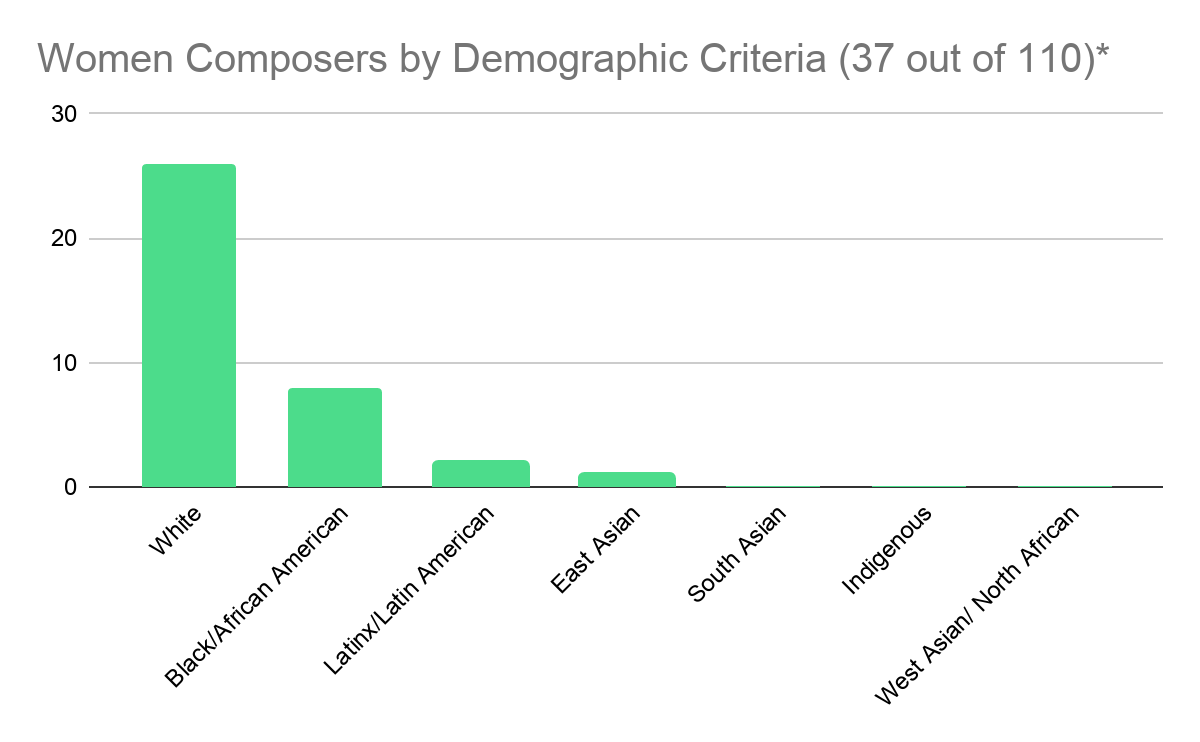 Women Composers by Demographic Criteria (37 out of 110)*
30
20
10
0
White
Black/African American
Latinx/Latin American
East Asian
South Asian
Indigenous
West Asian/ North African